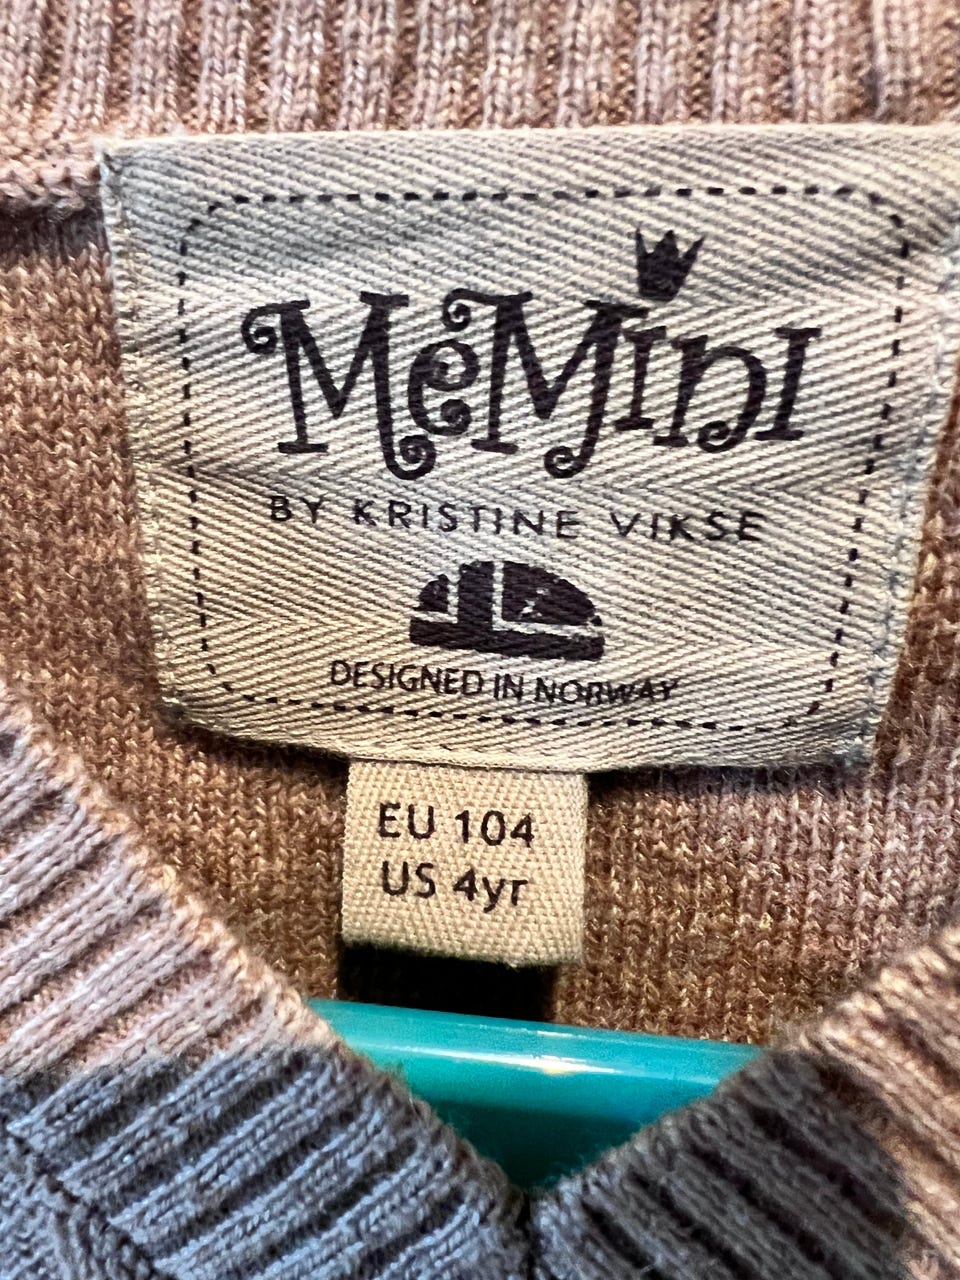 MeMini
BY KRISTINE VIKSE
DESIGNED IN NORWAY
EU 104
US 4yr